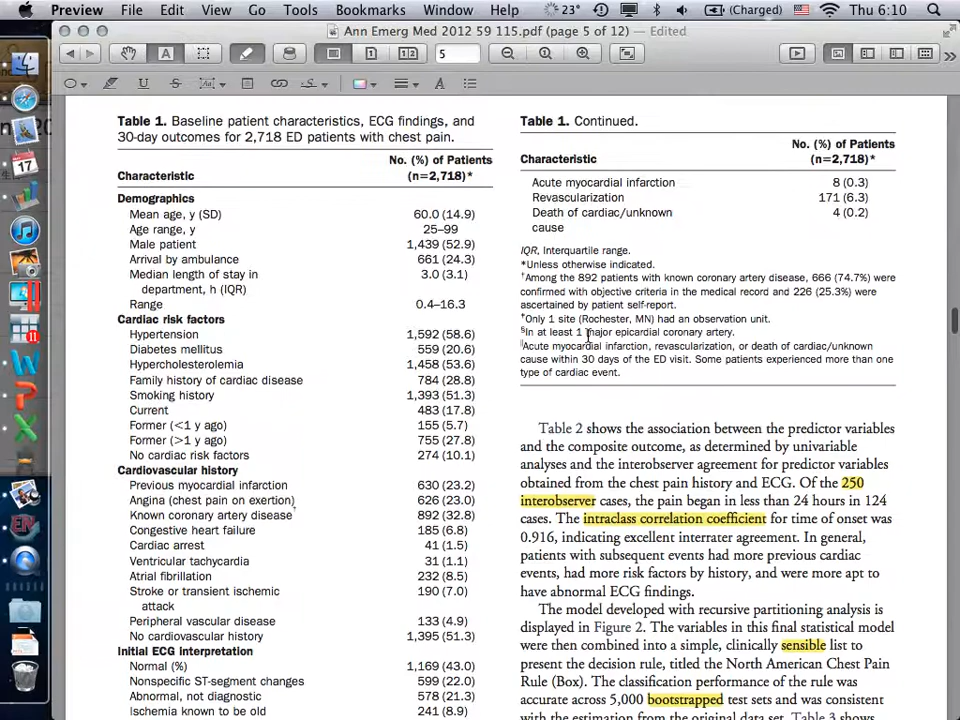 Preview File Edit View Go Tools Bookmarks Window Help 23° (Charged) Thu 6:10
Ann Emerg Med 2012 59 115.pdf (page 5 of 12) — Edited
5
17
11
Table 1. Baseline patient characteristics, ECG findings, and
30-day outcomes for 2,718 ED patients with chest pain.
No. (%) of Patients
Characteristic (n=2,718)*
Demographics
Mean age, y (SD) 60.0 (14.9)
Age range, y 25–99
Male patient 1,439 (52.9)
Arrival by ambulance 661 (24.3)
Median length of stay in 3.0 (3.1)
department, h (IQR)
Range 0.4–16.3
Cardiac risk factors
Hypertension 1,592 (58.6)
Diabetes mellitus 559 (20.6)
Hypercholesterolemia 1,458 (53.6)
Family history of cardiac disease 784 (28.8)
Smoking history 1,393 (51.3)
Current 483 (17.8)
Former (<1 y ago) 155 (5.7)
Former (>1 y ago) 755 (27.8)
No cardiac risk factors 274 (10.1)
Cardiovascular history
Previous myocardial infarction 630 (23.2)
Angina (chest pain on exertion) 626 (23.0)
Known coronary artery disease† 892 (32.8)
Congestive heart failure 185 (6.8)
Cardiac arrest 41 (1.5)
Ventricular tachycardia 31 (1.1)
Atrial fibrillation 232 (8.5)
Stroke or transient ischemic 190 (7.0)
attack
Peripheral vascular disease 133 (4.9)
No cardiovascular history 1,395 (51.3)
Initial ECG interpretation
Normal (%) 1,169 (43.0)
Nonspecific ST-segment changes 599 (22.0)
Abnormal, not diagnostic 578 (21.3)
Ischemia known to be old 241 (8.9)
Table 1. Continued.
No. (%) of Patients
Characteristic (n=2,718)*
Acute myocardial infarction 8 (0.3)
Revascularization 171 (6.3)
Death of cardiac/unknown 4 (0.2)
cause
IQR, Interquartile range.
*Unless otherwise indicated.
†Among the 892 patients with known coronary artery disease, 666 (74.7%) were
confirmed with objective criteria in the medical record and 226 (25.3%) were
ascertained by patient self-report.
‡Only 1 site (Rochester, MN) had an observation unit.
§In at least 1 major epicardial coronary artery.
‖Acute myocardial infarction, revascularization, or death of cardiac/unknown
cause within 30 days of the ED visit. Some patients experienced more than one
type of cardiac event.
Table 2 shows the association between the predictor variables
and the composite outcome, as determined by univariable
analyses and the interobserver agreement for predictor variables
obtained from the chest pain history and ECG. Of the 250
interobserver cases, the pain began in less than 24 hours in 124
cases. The intraclass correlation coefficient for time of onset was
0.916, indicating excellent interrater agreement. In general,
patients with subsequent events had more previous cardiac
events, had more risk factors by history, and were more apt to
have abnormal ECG findings.
The model developed with recursive partitioning analysis is
displayed in Figure 2. The variables in this final statistical model
were then combined into a simple, clinically sensible list to
present the decision rule, titled the North American Chest Pain
Rule (Box). The classification performance of the rule was
accurate across 5,000 bootstrapped test sets and was consistent
with the estimation from the original data set. Table 3 shows